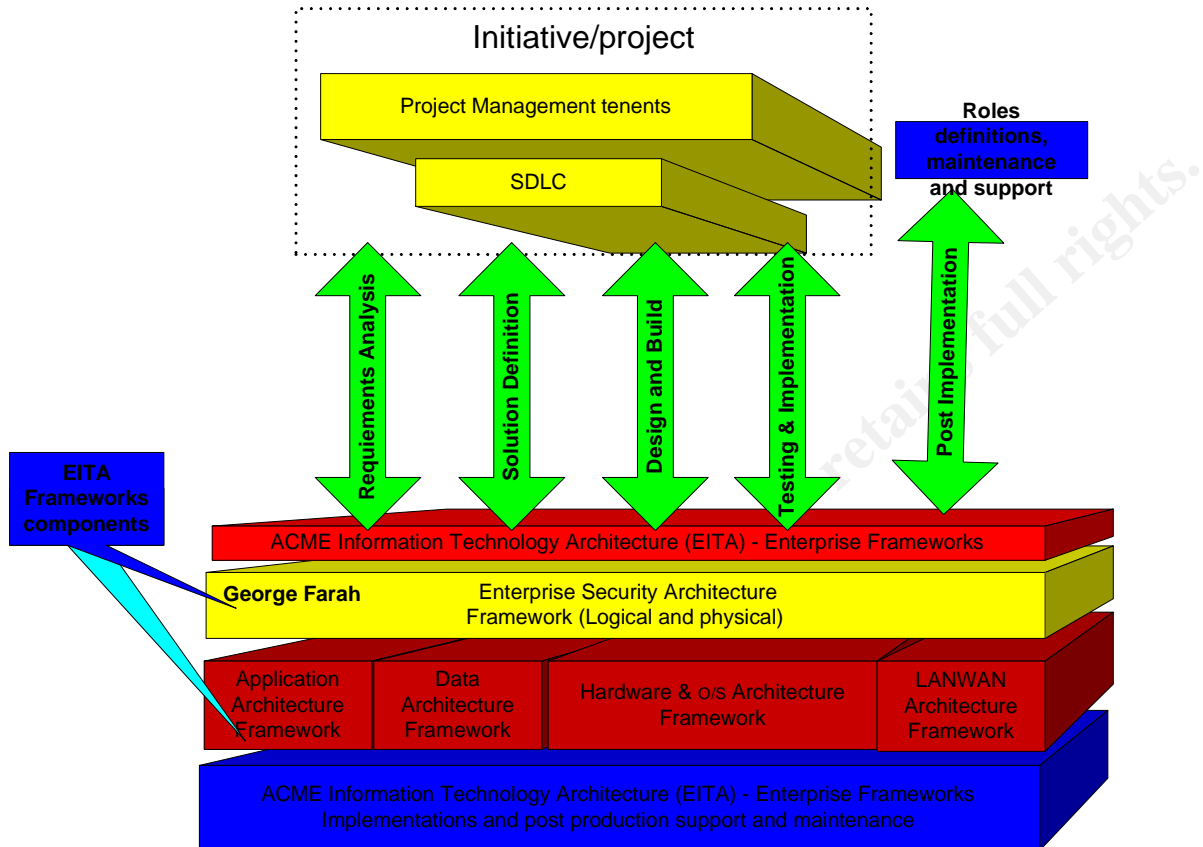 Initiative/project
Project Management tenents
SDLC
Roles
definitions,
maintenance
and support
Requiements Analysis
Solution Definition
Design and Build
Testing & Implementation
Post Implementation
retains full rights.
EITA
Frameworks
components
ACME Information Technology Architecture (EITA) - Enterprise Frameworks
George Farah
Enterprise Security Architecture
Framework (Logical and physical)
Application
Architecture
Framework
Data
Architecture
Framework
Hardware & O/S Architecture
Framework
LANWAN
Architecture
Framework
ACME Information Technology Architecture (EITA) - Enterprise Frameworks
Implementations and post production support and maintenance